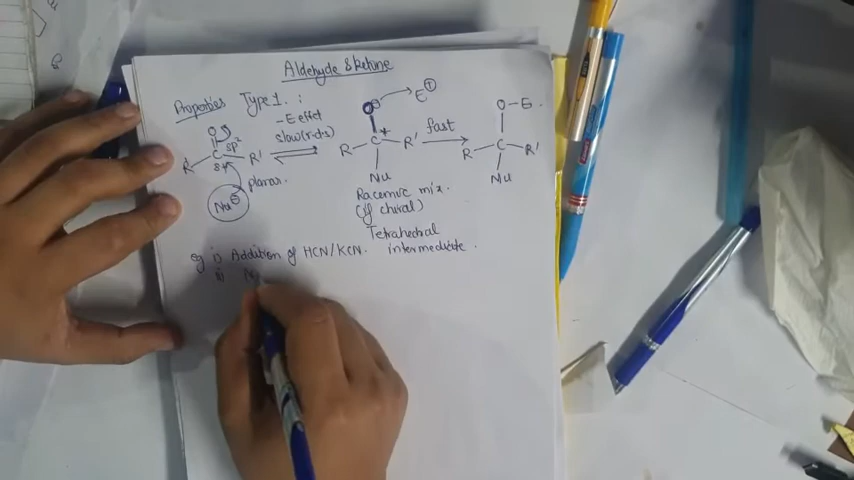 Aldehyde & Ketone
Properties Type 1. :
-E effect
slow (r.d.s)
O sp²
R C R'
δ+
Nu⊖ planar.
O⊖ E⊕
R - C* - R'
Nu
Racemic mix.
(if chiral)
Tetrahedral
intermediate.
fast
O-E.
R C R'
Nu
eg i) Addition of HCN/KCN.
ii)